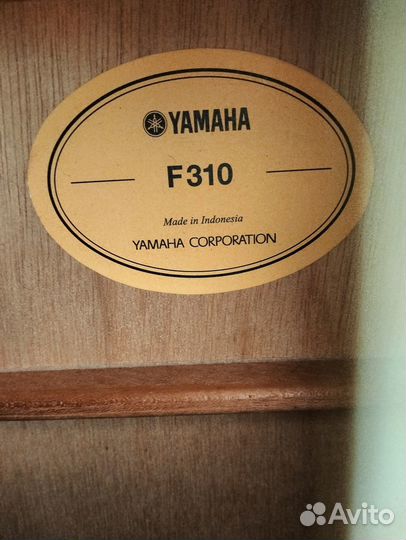 YAMAHA
F310
Made in Indonesia
YAMAHA CORPORATION
Avito